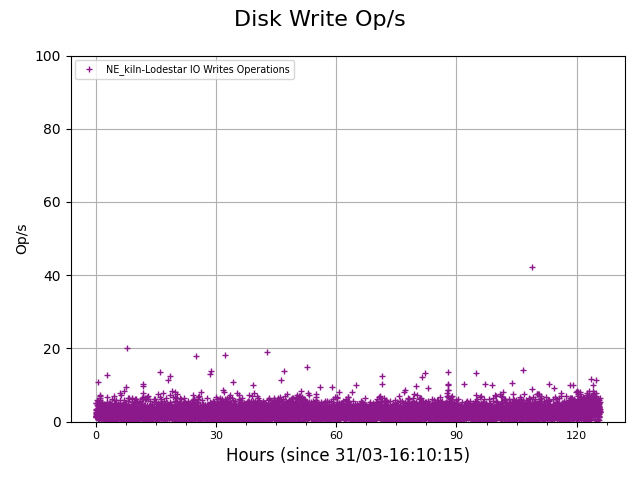 Disk Write Op/s
NE_kiln-Lodestar IO Writes Operations
Op/s
100
80
60
40
20
0
0 30 60 90 120
Hours (since 31/03-16:10:15)